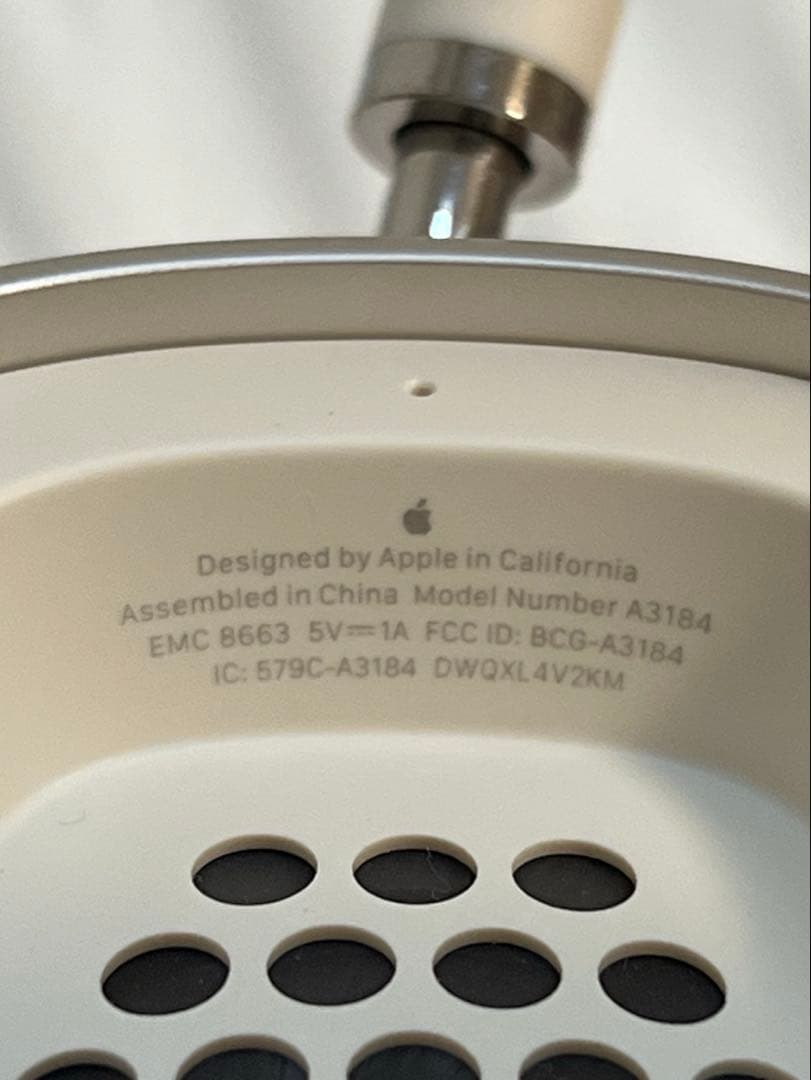 Designed by Apple in California
Assembled in China Model Number A3184
EMC 8663 5V⎓1A FCC ID: BCG-A3184
IC: 579C-A3184 DWQXL4V2KM